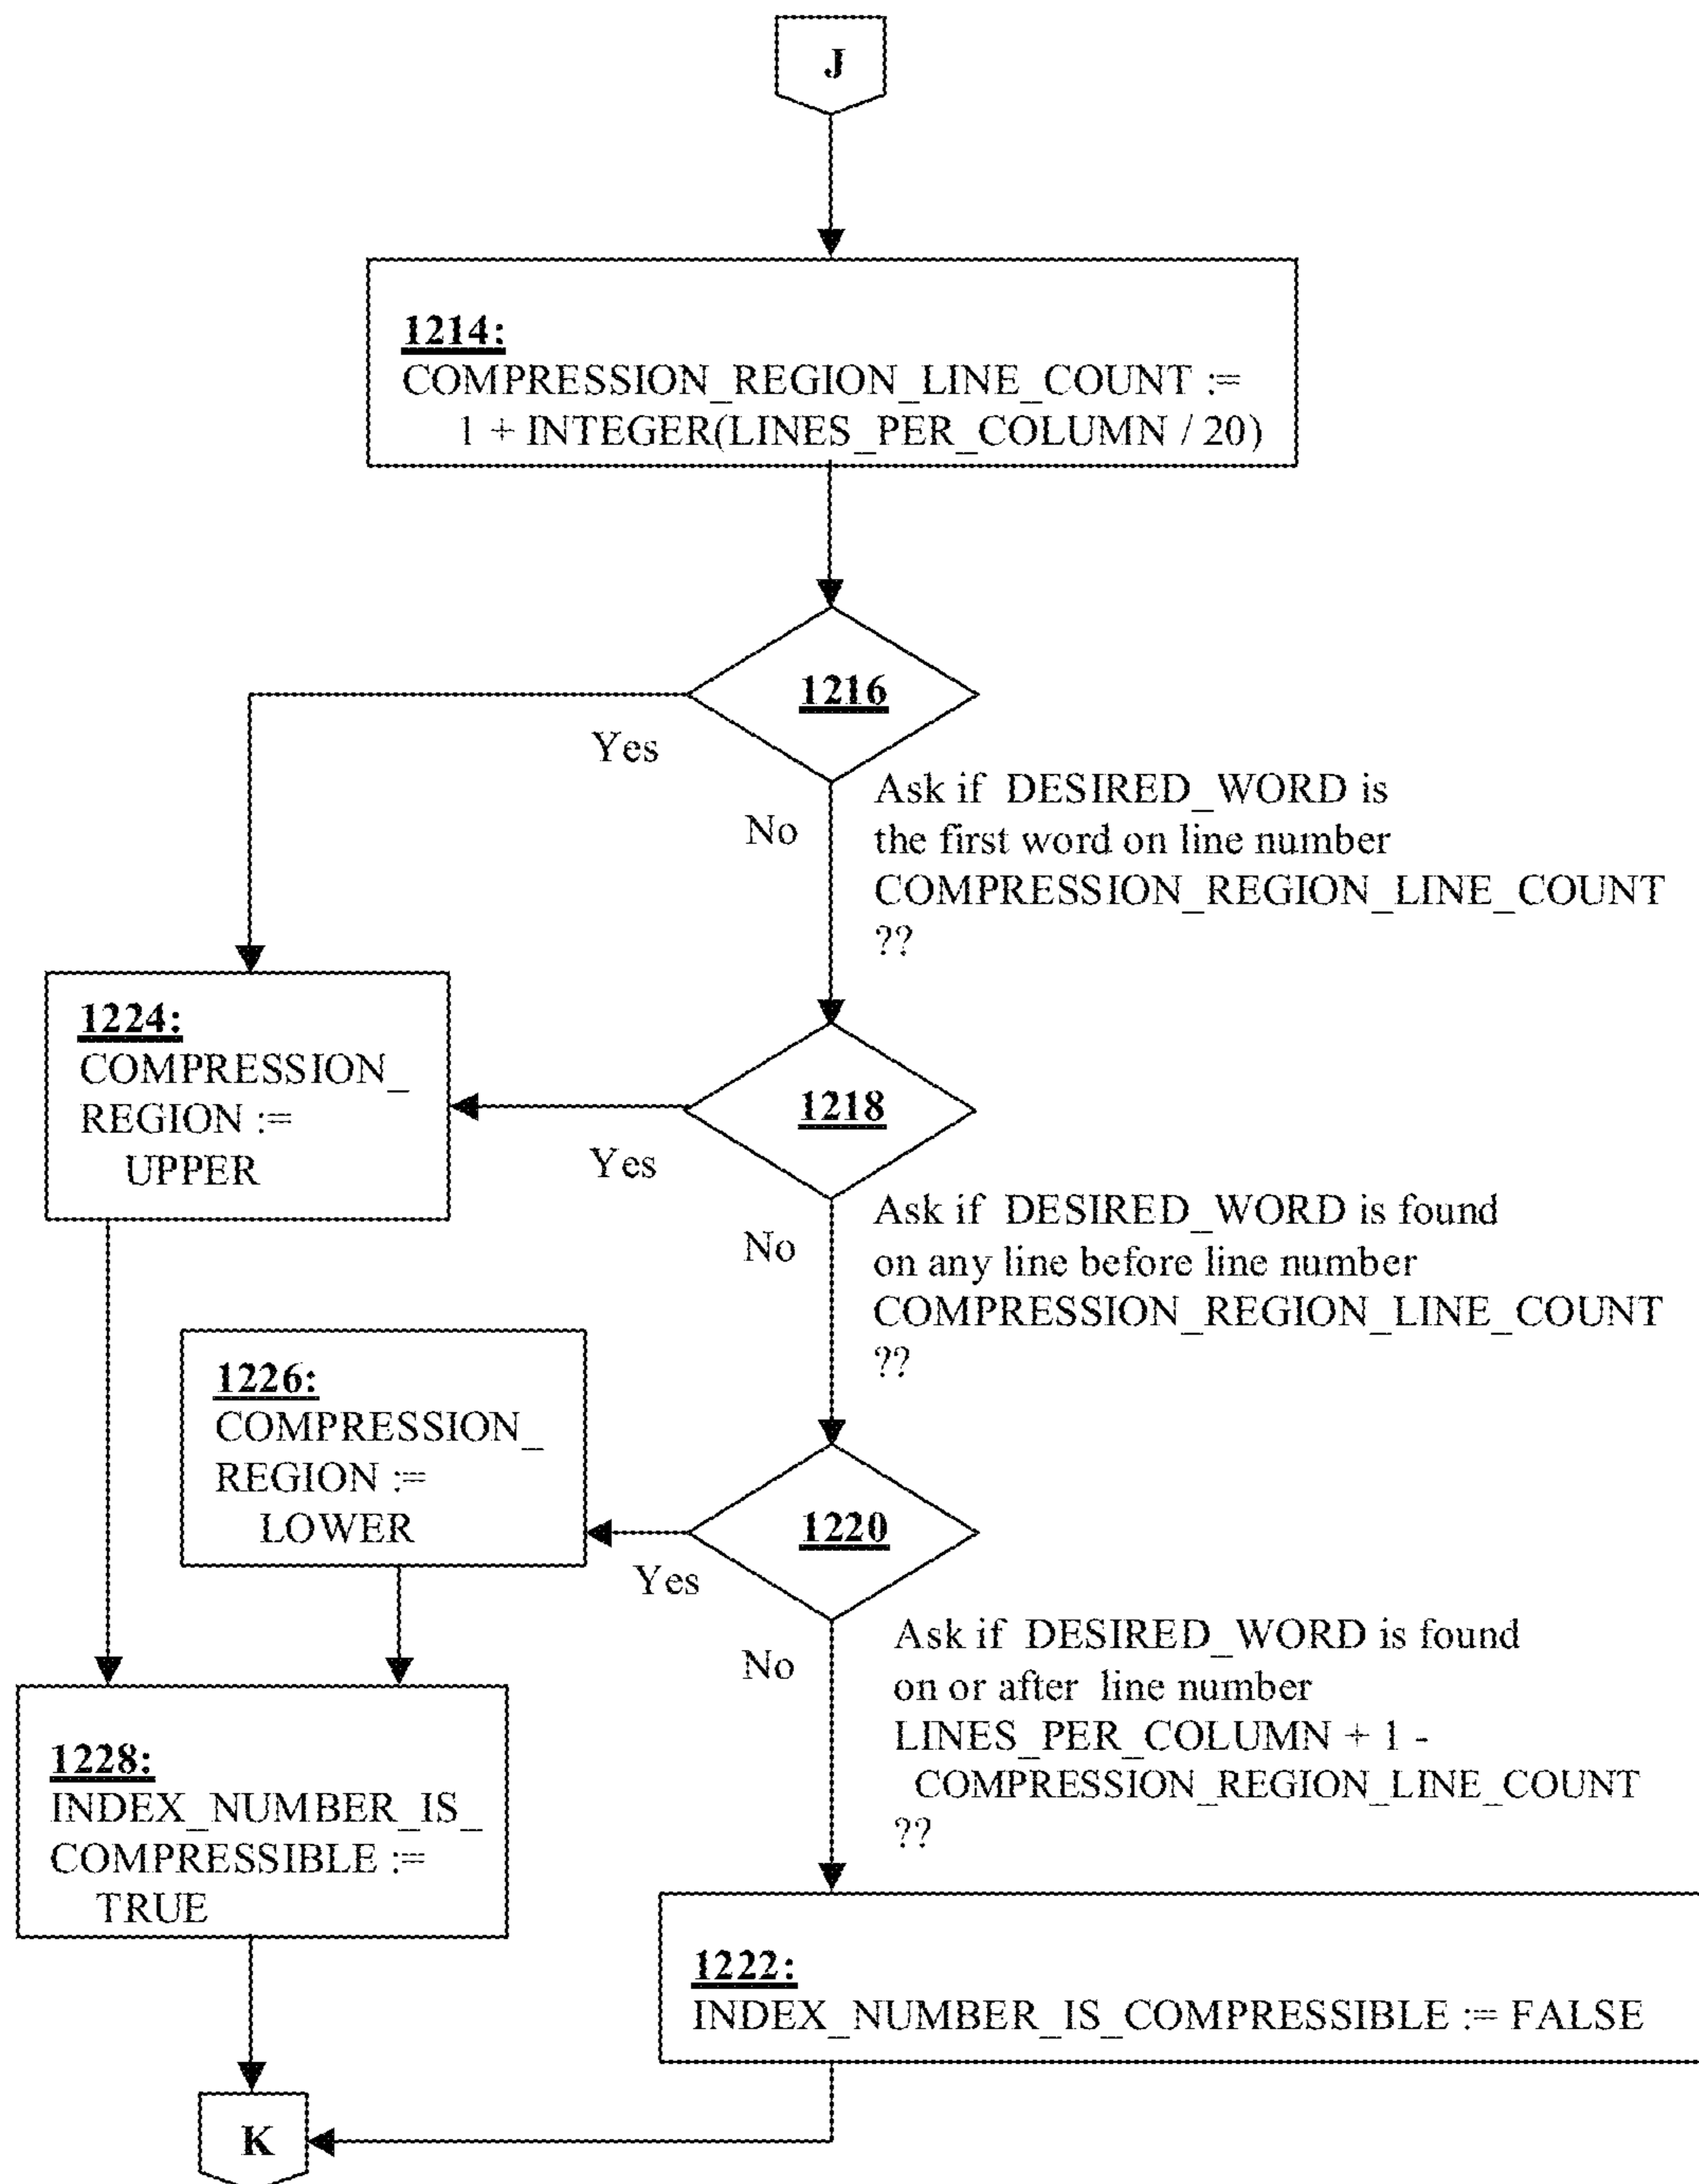 J
1214:
COMPRESSION_REGION_LINE_COUNT :=
1 + INTEGER(LINES_PER_COLUMN / 20)
1216
Yes
No
Ask if DESIRED_WORD is
the first word on line number
COMPRESSION_REGION_LINE_COUNT
??
1224:
COMPRESSION_
REGION :=
UPPER
1218
Yes
No
Ask if DESIRED_WORD is found
on any line before line number
COMPRESSION_REGION_LINE_COUNT
??
1226:
COMPRESSION_
REGION :=
LOWER
1220
Yes
No
Ask if DESIRED_WORD is found
on or after line number
LINES_PER_COLUMN + 1 -
COMPRESSION_REGION_LINE_COUNT
??
1228:
INDEX_NUMBER_IS_
COMPRESSIBLE :=
TRUE
1222:
INDEX_NUMBER_IS_COMPRESSIBLE := FALSE
K